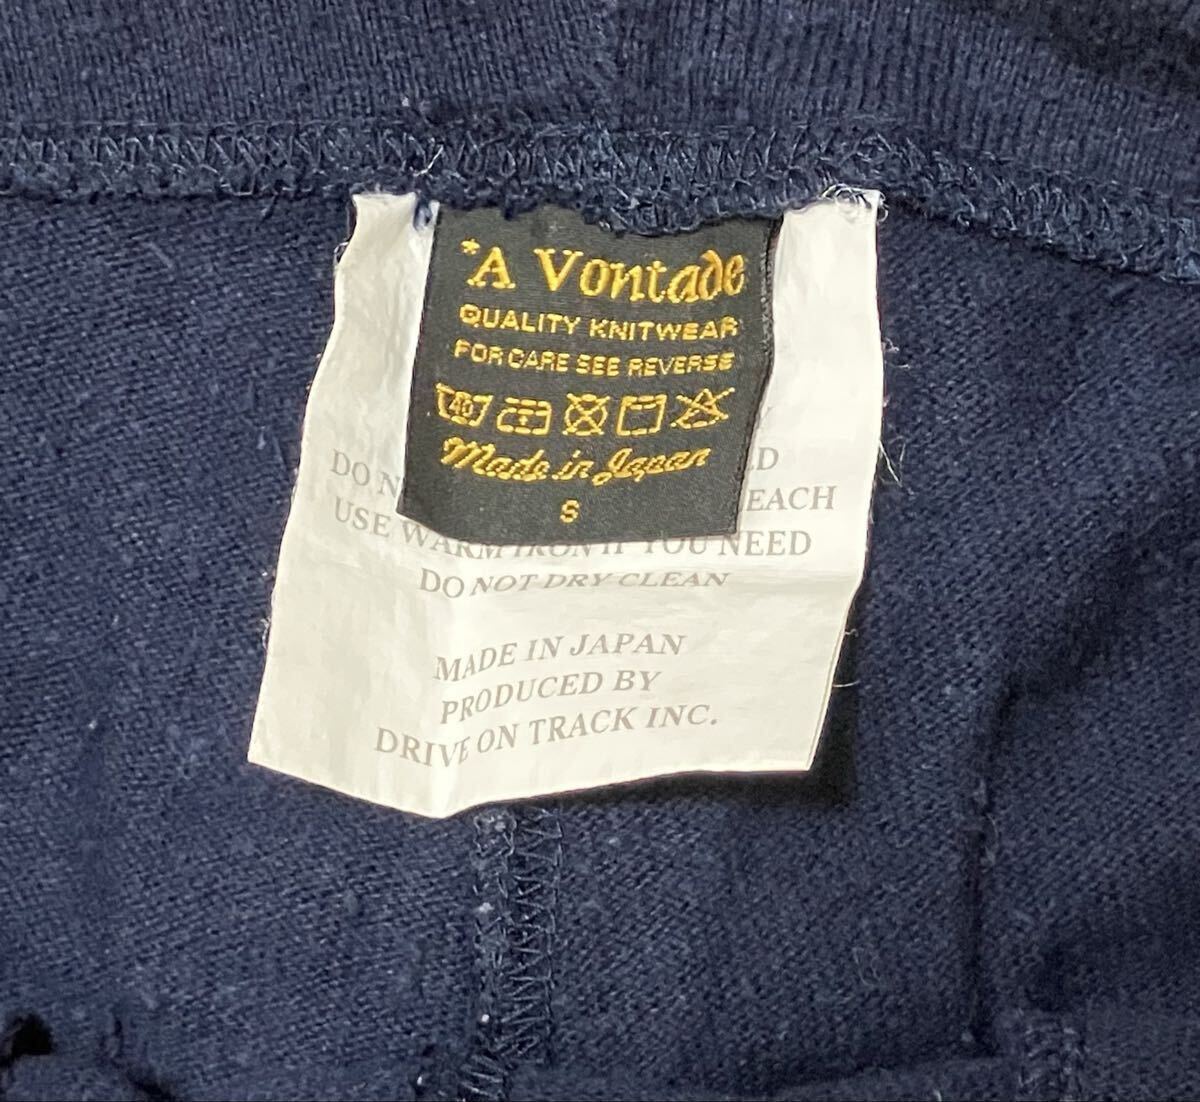 *A Vontade
QUALITY KNITWEAR
FOR CARE SEE REVERSE
40
Made in Japan
S
DO N
EACH
USE WARM IRON IF YOU NEED
DO NOT DRY CLEAN
MADE IN JAPAN
PRODUCED BY
DRIVE ON TRACK INC.